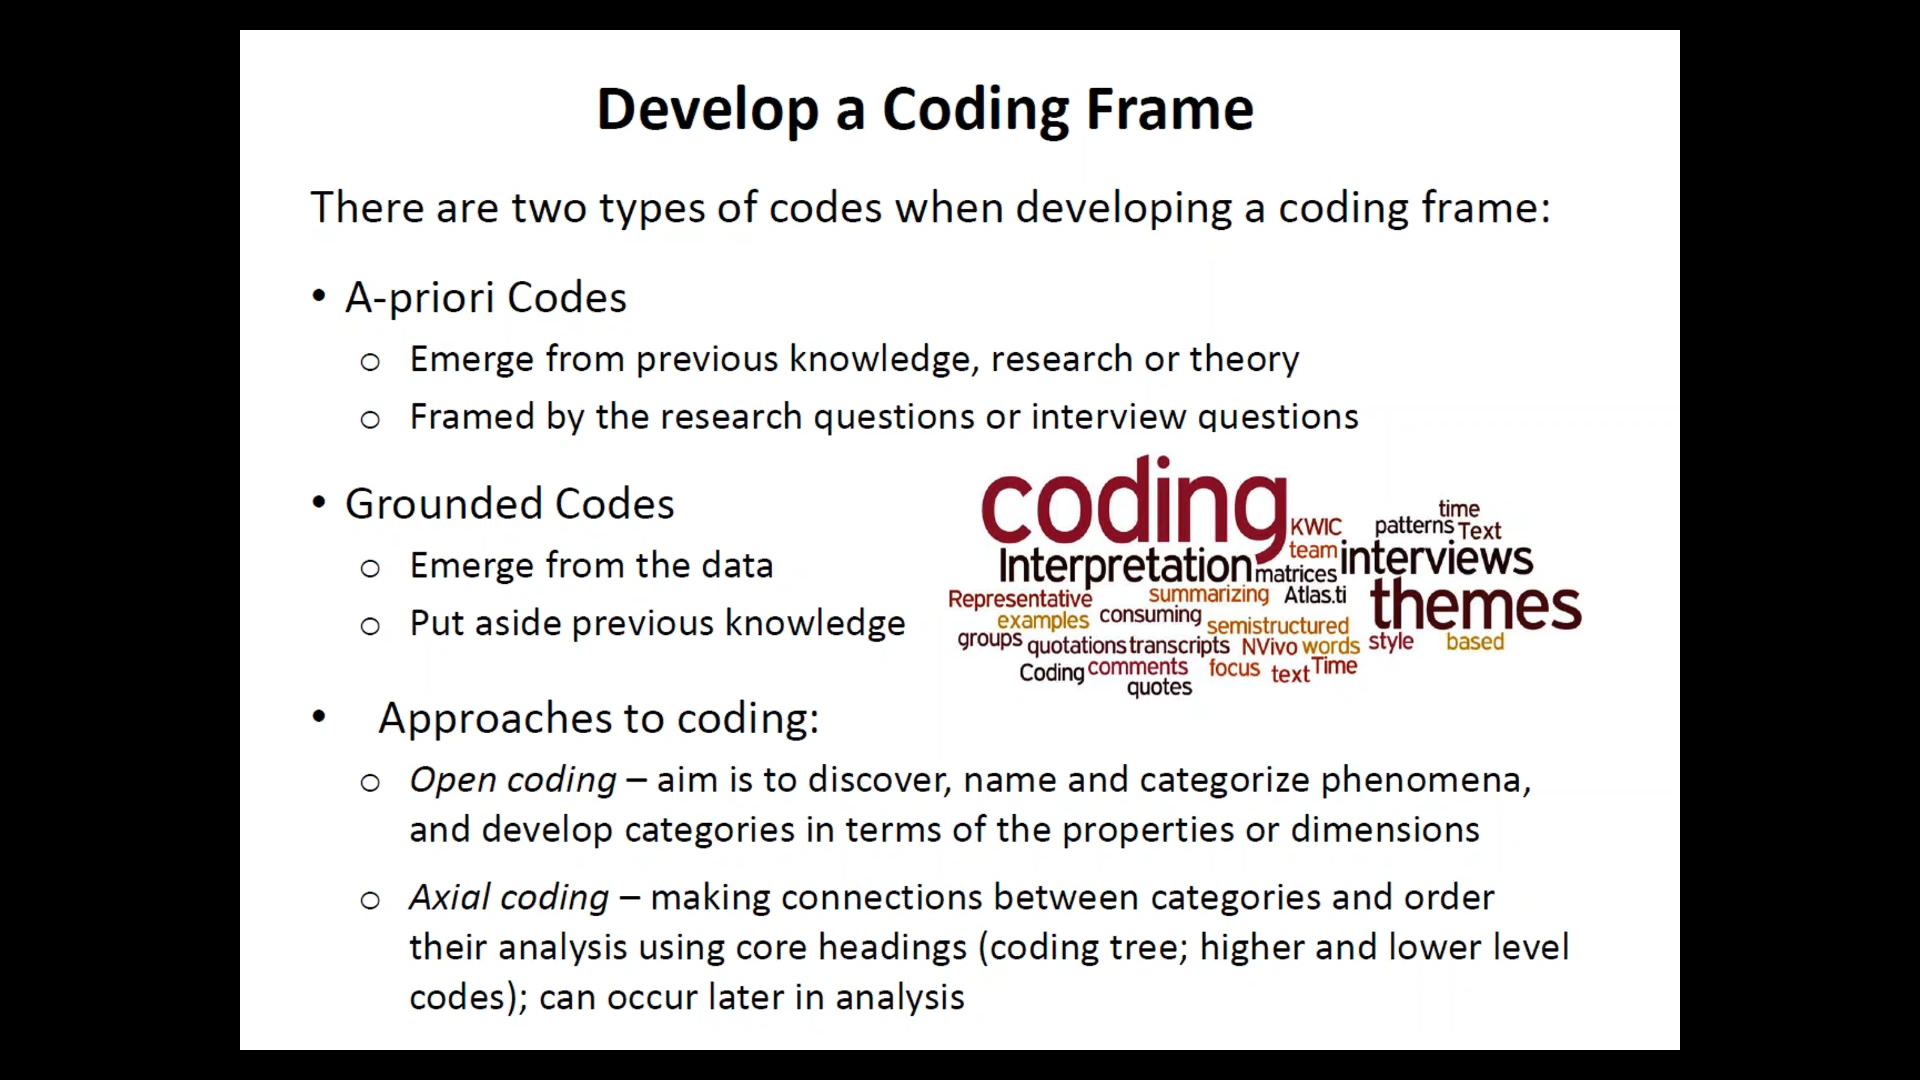 Develop a Coding Frame
There are two types of codes when developing a coding frame:
• A-priori Codes
o Emerge from previous knowledge, research or theory
o Framed by the research questions or interview questions
• Grounded Codes
o Emerge from the data
o Put aside previous knowledge
coding
KWIC
patterns
time
Text
team
Interpretation
matrices
interviews
Representative
summarizing
Atlas.ti
themes
examples
consuming
semistructured
groups
quotations
transcripts
NVivo
words
style
based
Coding
comments
focus
text
Time
quotes
• Approaches to coding:
o Open coding – aim is to discover, name and categorize phenomena,
and develop categories in terms of the properties or dimensions
o Axial coding – making connections between categories and order
their analysis using core headings (coding tree; higher and lower level
codes); can occur later in analysis